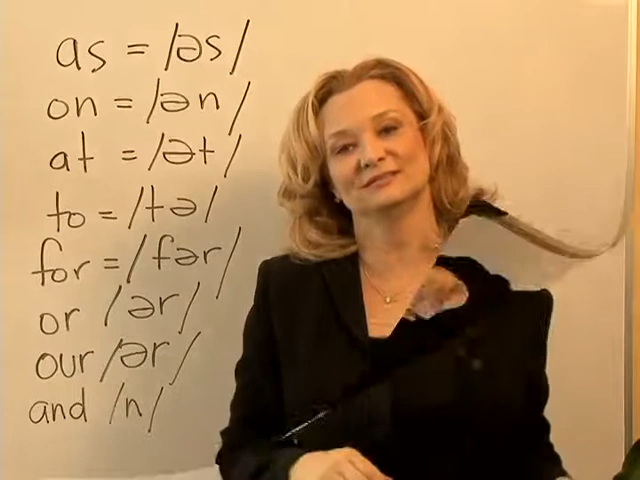 as = /əs/
on = /ən/
at = /ət/
to = /tə/
for = /fər/
or /ər/
our /ər/
and /n/